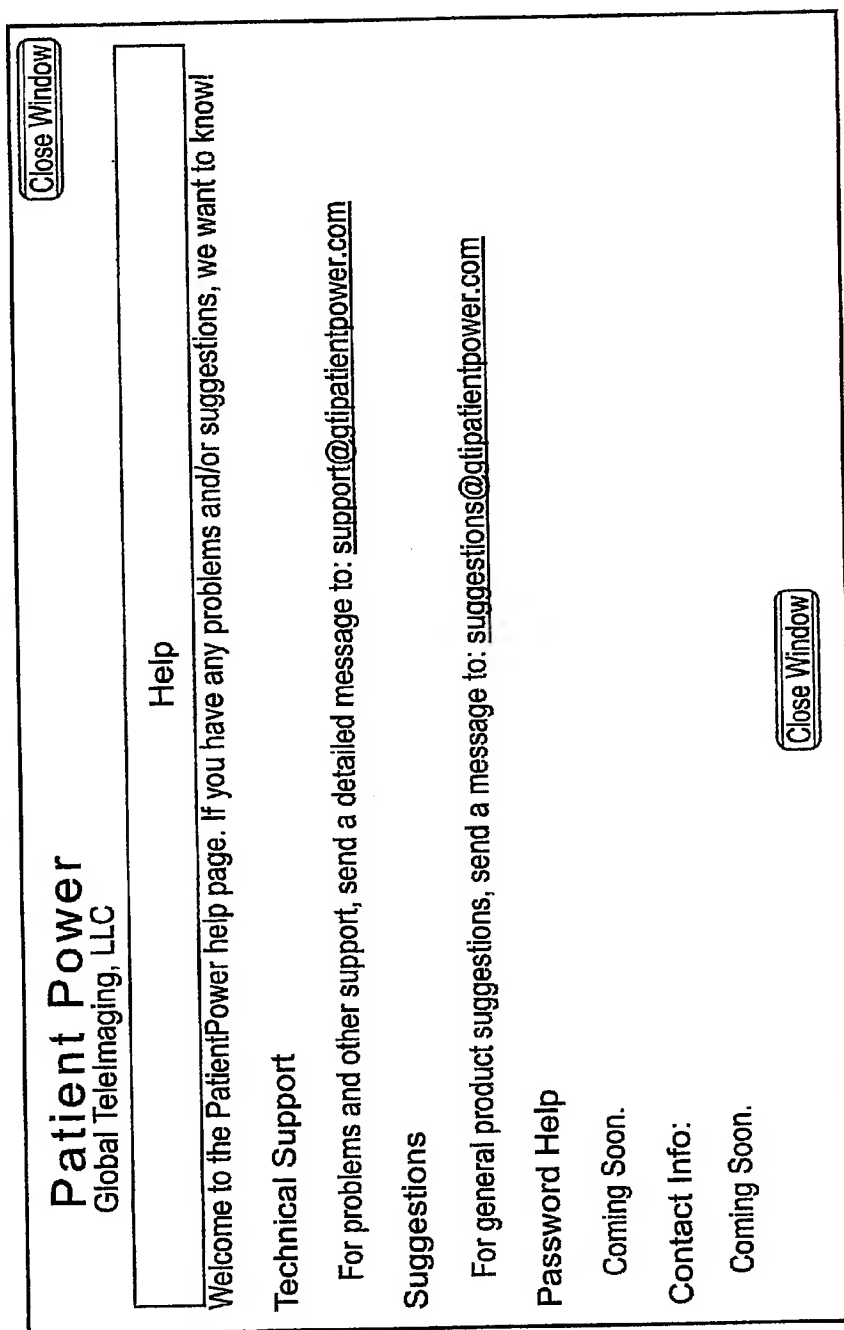 Patient Power
Global TeleImaging, LLC
Close Window
Help
Welcome to the PatientPower help page. If you have any problems and/or suggestions, we want to know!
Technical Support
For problems and other support, send a detailed message to: support@gtipatientpower.com
Suggestions
For general product suggestions, send a message to: suggestions@gtipatientpower.com
Password Help
Coming Soon.
Contact Info:
Coming Soon.
Close Window